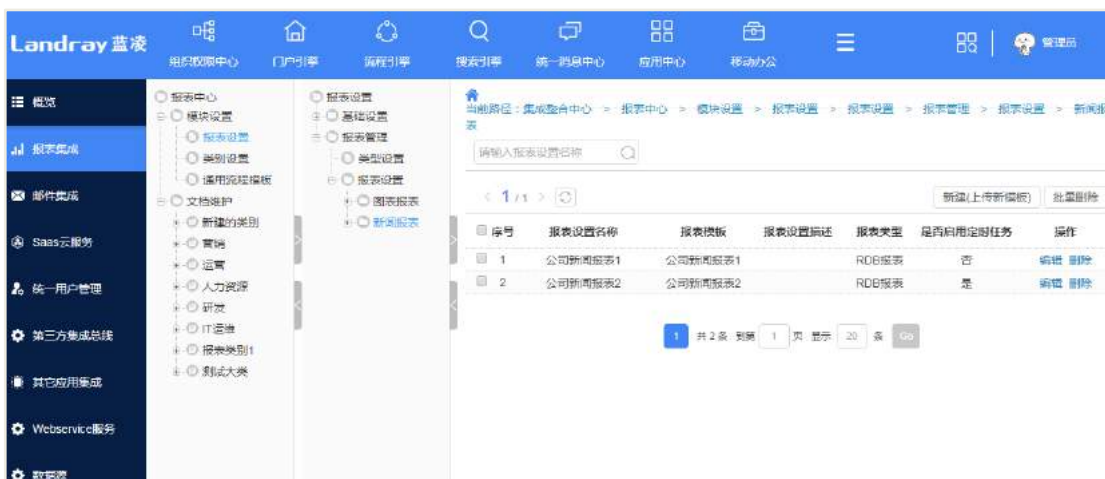 Landray 蓝凌
组织权限中心
门户引擎
流程引擎
搜索引擎
统一消息中心
应用中心
移动办公
管理员
概览
报表集成
邮件集成
Saas云服务
统一用户管理
第三方集成总线
其它应用集成
Webservice服务
数据源
报表中心
模块设置
报表设置
类别设置
通用流程模板
文档维护
新建的类别
营销
运营
人力资源
研发
IT运维
报表类别1
测试大类
报表设置
基础设置
报表管理
类型设置
报表设置
图表报表
新闻报表
当前路径：集成整合中心 > 报表中心 > 模块设置 > 报表设置 > 报表设置 > 报表管理 > 报表设置 > 新闻报
表
请输入报表设置名称
< 1 / 1 >
新建(上传新模板) 批量删除
序号 报表设置名称 报表模板 报表设置描述 报表类型 是否启用定时任务 操作
1 公司新闻报表1 公司新闻报表1 RDB报表 否 编辑 删除
2 公司新闻报表2 公司新闻报表2 RDB报表 是 编辑 删除
1 共 2 条 到第 1 页 显示 20 条 Go